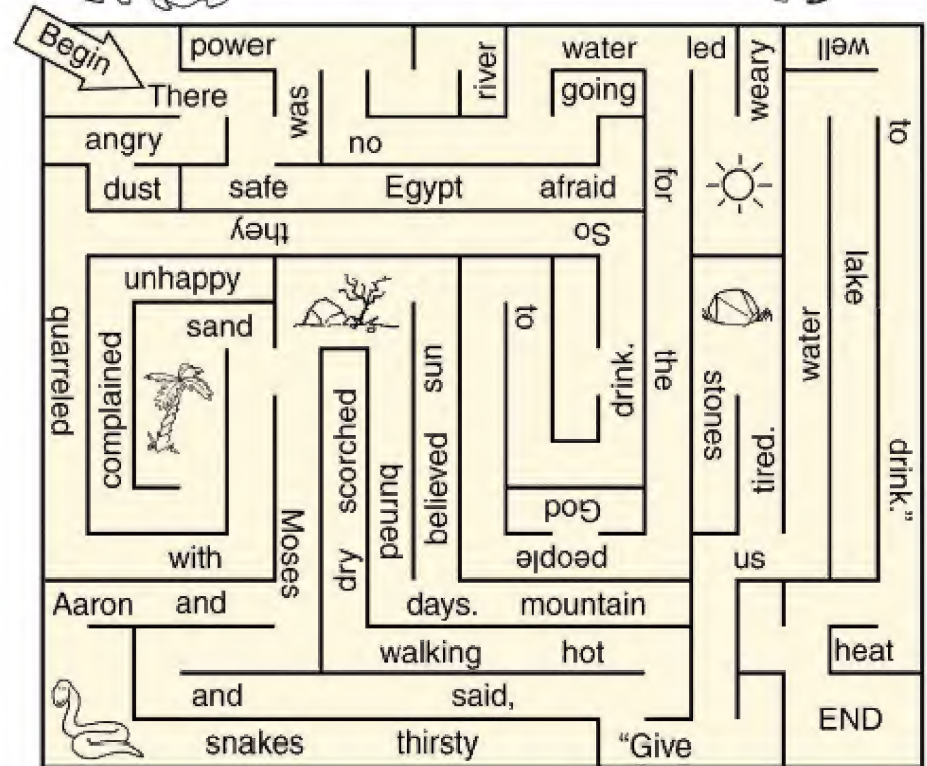 Begin
power
river
water
led
weary
well
There
was
going
angry
no
to
dust
safe
Egypt
afraid
for
they
So
unhappy
lake
quarreled
sand
to
water
complained
sun
drink.
the
stones
scorched
tired.
drink.”
burned
believed
God
Moses
dry
with
people
us
Aaron and
days. mountain
walking hot
heat
and said,
END
snakes thirsty
“Give